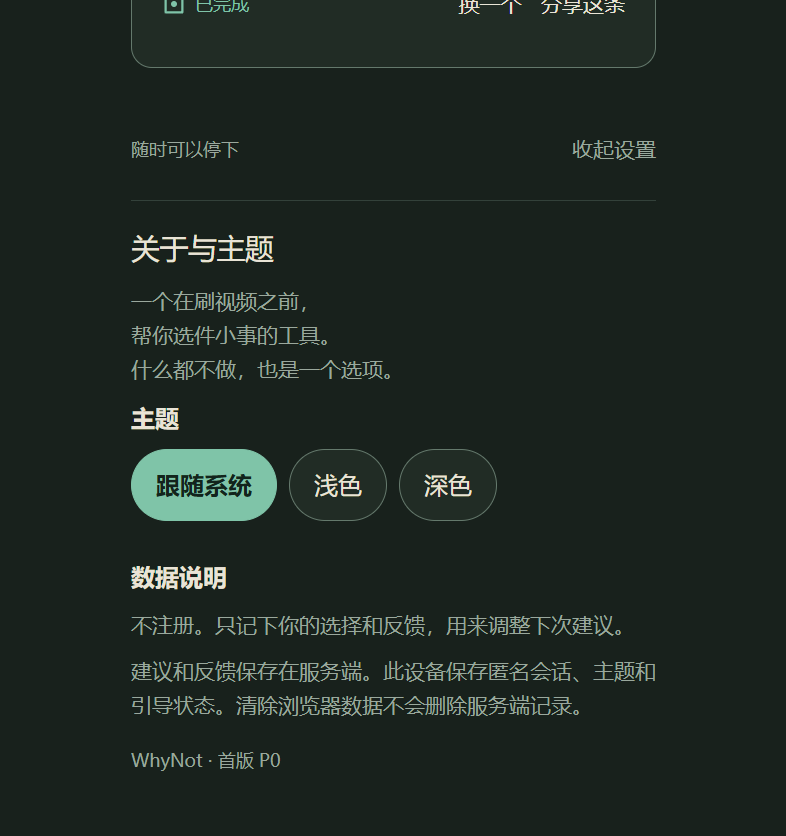 已完成 换一个 分享这条
随时可以停下 收起设置
关于与主题
一个在刷视频之前，
帮你选件小事的工具。
什么都不做，也是一个选项。
主题
跟随系统 浅色 深色
数据说明
不注册。只记下你的选择和反馈，用来调整下次建议。
建议和反馈保存在服务端。此设备保存匿名会话、主题和
引导状态。清除浏览器数据不会删除服务端记录。
WhyNot · 首版 P0